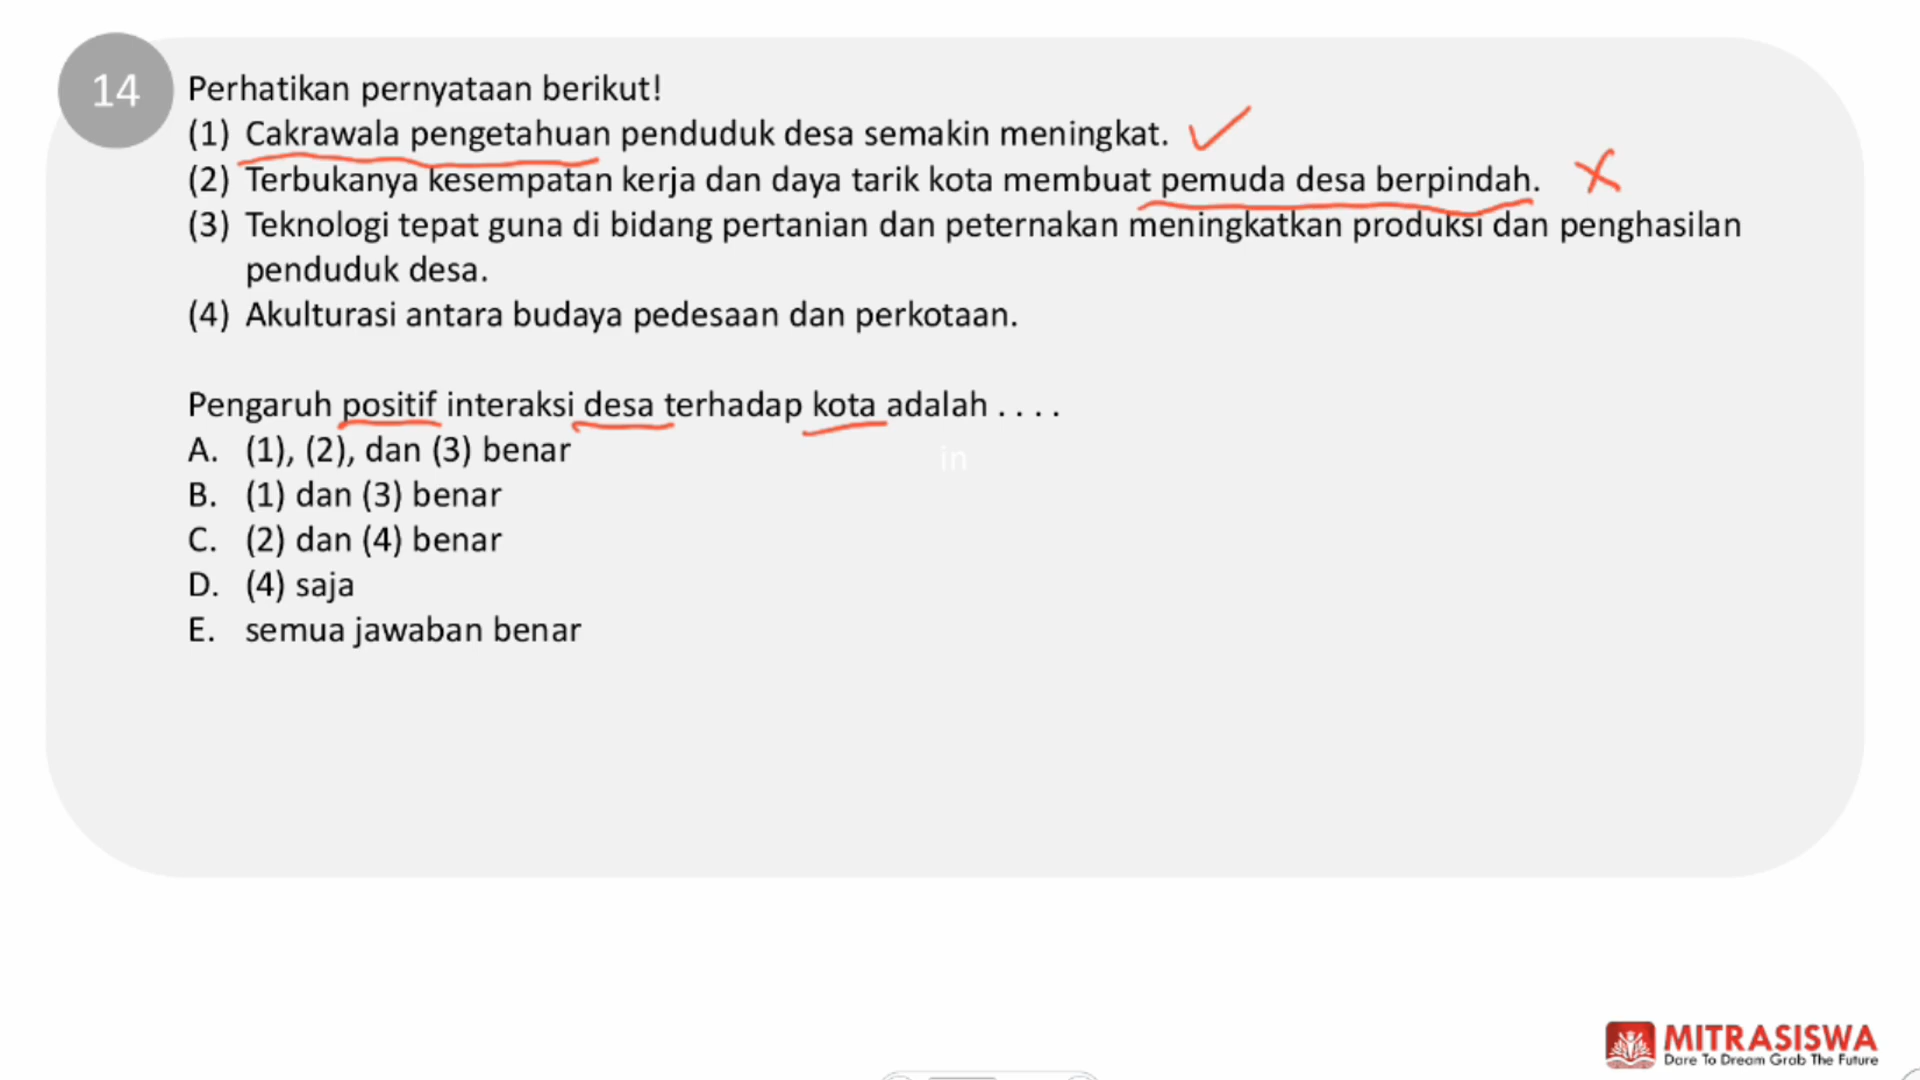 14
Perhatikan pernyataan berikut!
(1) Cakrawala pengetahuan penduduk desa semakin meningkat.
(2) Terbukanya kesempatan kerja dan daya tarik kota membuat pemuda desa berpindah.
(3) Teknologi tepat guna di bidang pertanian dan peternakan meningkatkan produksi dan penghasilan
penduduk desa.
(4) Akulturasi antara budaya pedesaan dan perkotaan.
Pengaruh positif interaksi desa terhadap kota adalah . . . .
A. (1), (2), dan (3) benar
in
B. (1) dan (3) benar
C. (2) dan (4) benar
D. (4) saja
E. semua jawaban benar
MITRASISWA
Dare To Dream Grab The Future